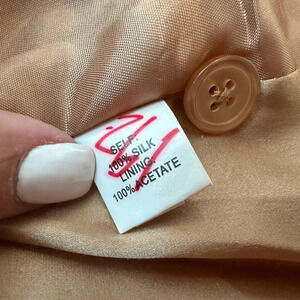 SELF:
100% SILK
LINING:
100% ACETATE